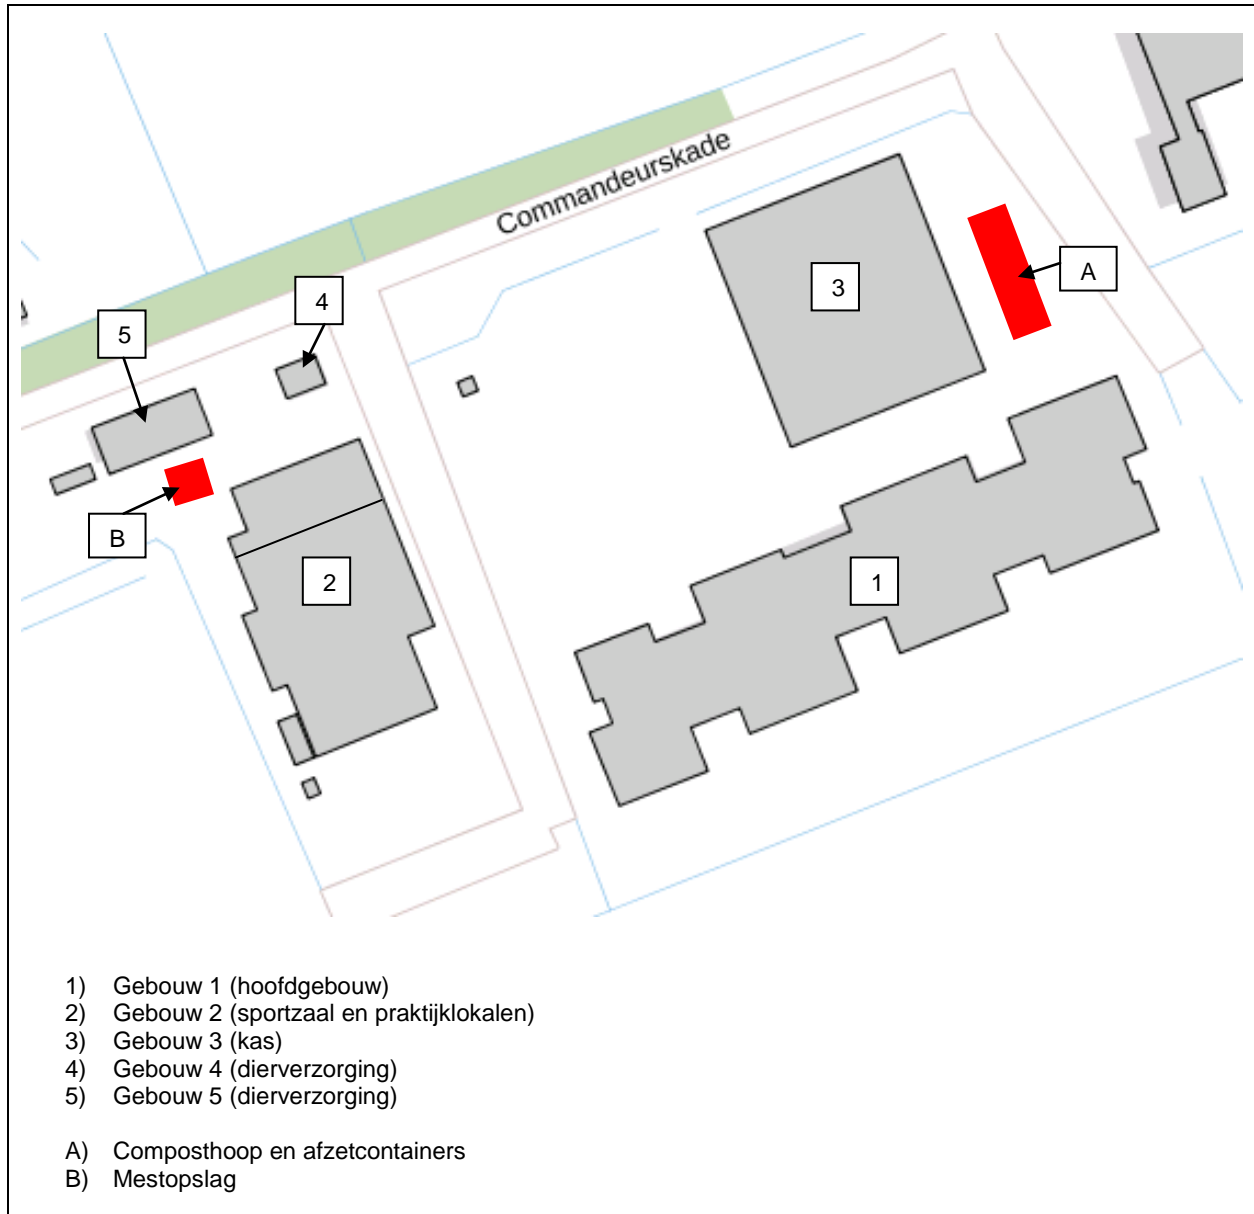 Commandeurskade
3
A
4
5
B
2
1
1) Gebouw 1 (hoofdgebouw)
2) Gebouw 2 (sportzaal en praktijklokalen)
3) Gebouw 3 (kas)
4) Gebouw 4 (dierverzorging)
5) Gebouw 5 (dierverzorging)
A) Composthoop en afzetcontainers
B) Mestopslag